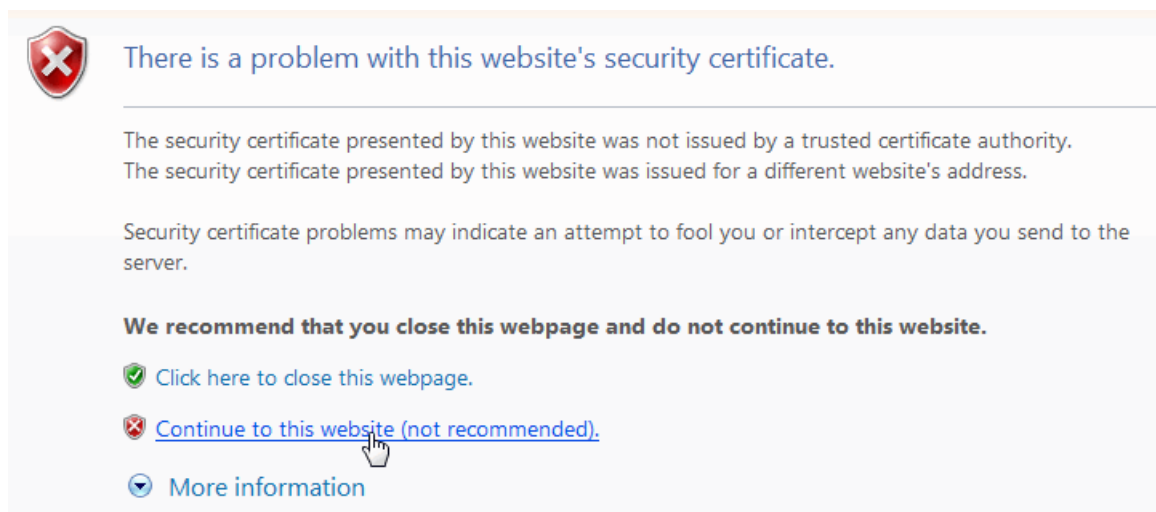 There is a problem with this website's security certificate.
The security certificate presented by this website was not issued by a trusted certificate authority.
The security certificate presented by this website was issued for a different website's address.
Security certificate problems may indicate an attempt to fool you or intercept any data you send to the
server.
We recommend that you close this webpage and do not continue to this website.
Click here to close this webpage.
Continue to this website (not recommended).
More information